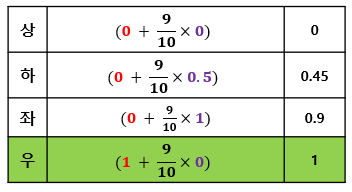 상 (0 + 9/10 × 0) 0
하 (0 + 9/10 × 0.5) 0.45
좌 (0 + 9/10 × 1) 0.9
우 (1 + 9/10 × 0) 1